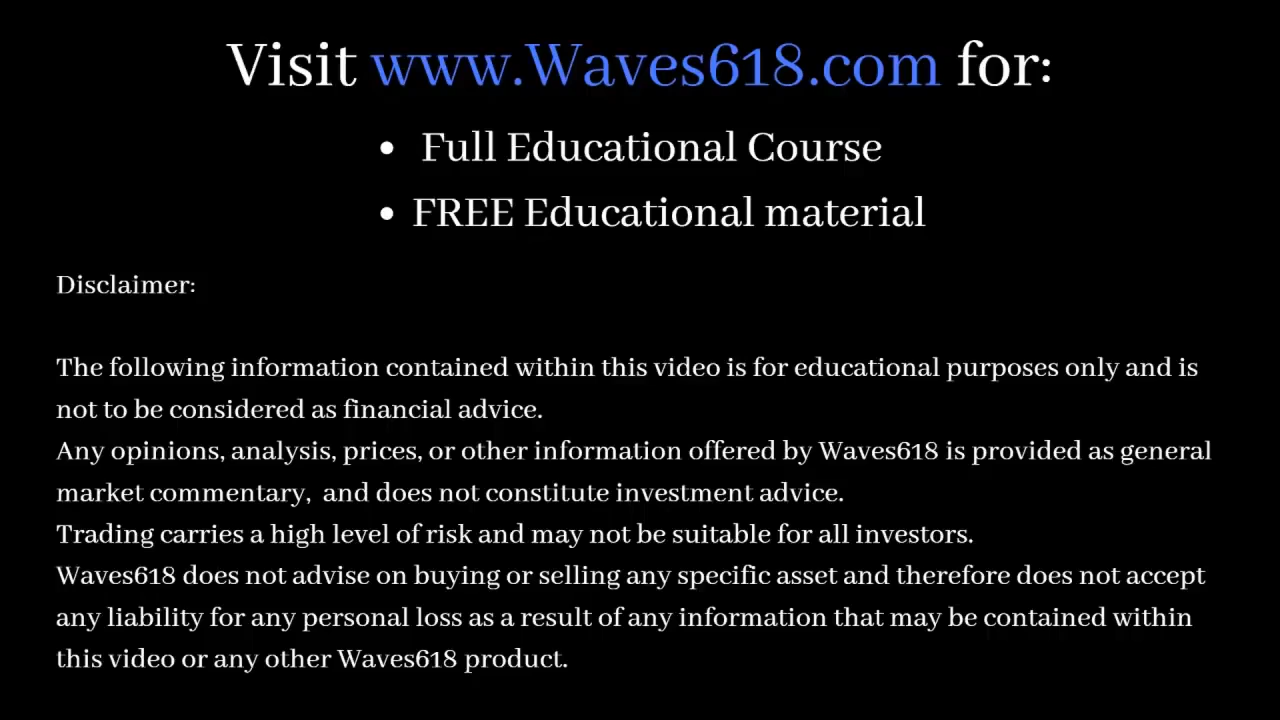 Visit www.Waves618.com for:
• Full Educational Course
• FREE Educational material
Disclaimer:
The following information contained within this video is for educational purposes only and is
not to be considered as financial advice.
Any opinions, analysis, prices, or other information offered by Waves618 is provided as general
market commentary,  and does not constitute investment advice.
Trading carries a high level of risk and may not be suitable for all investors.
Waves618 does not advise on buying or selling any specific asset and therefore does not accept
any liability for any personal loss as a result of any information that may be contained within
this video or any other Waves618 product.